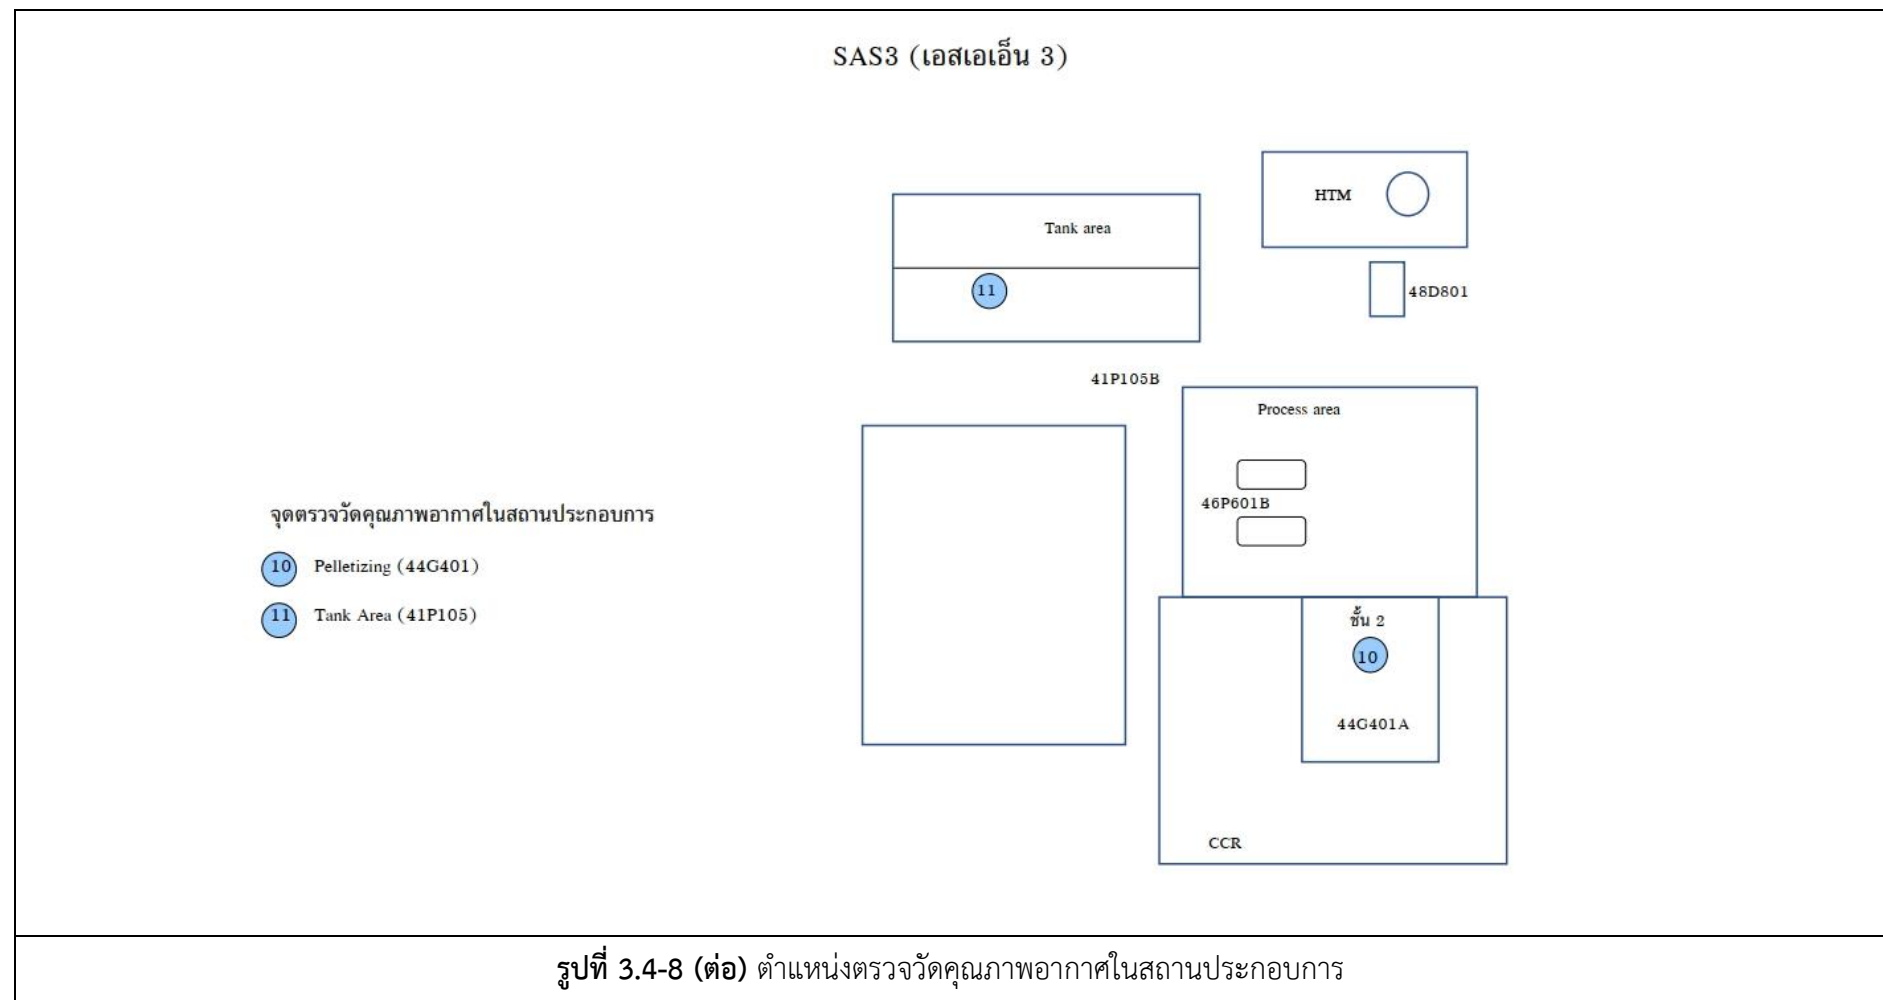 SAS3 (เอสเอเอ็น 3)
HTM
Tank area
11
48D801
41P105B
Process area
46P601B
จุดตรวจวัดคุณภาพอากาศในสถานประกอบการ
10 Pelletizing (44G401)
11 Tank Area (41P105)
ชั้น 2
10
44G401A
CCR
รูปที่ 3.4-8 (ต่อ) ตำแหน่งตรวจวัดคุณภาพอากาศในสถานประกอบการ